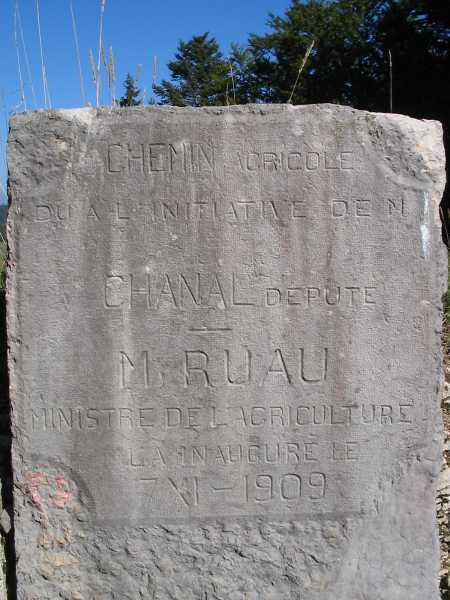 CHEMIN AGRICOLE
DU A L'INITIATIVE DE M
CHANAL DEPUTE
M. RUAU
MINISTRE DE L'AGRICULTURE
L'A INAUGURE LE
7 XI - 1909